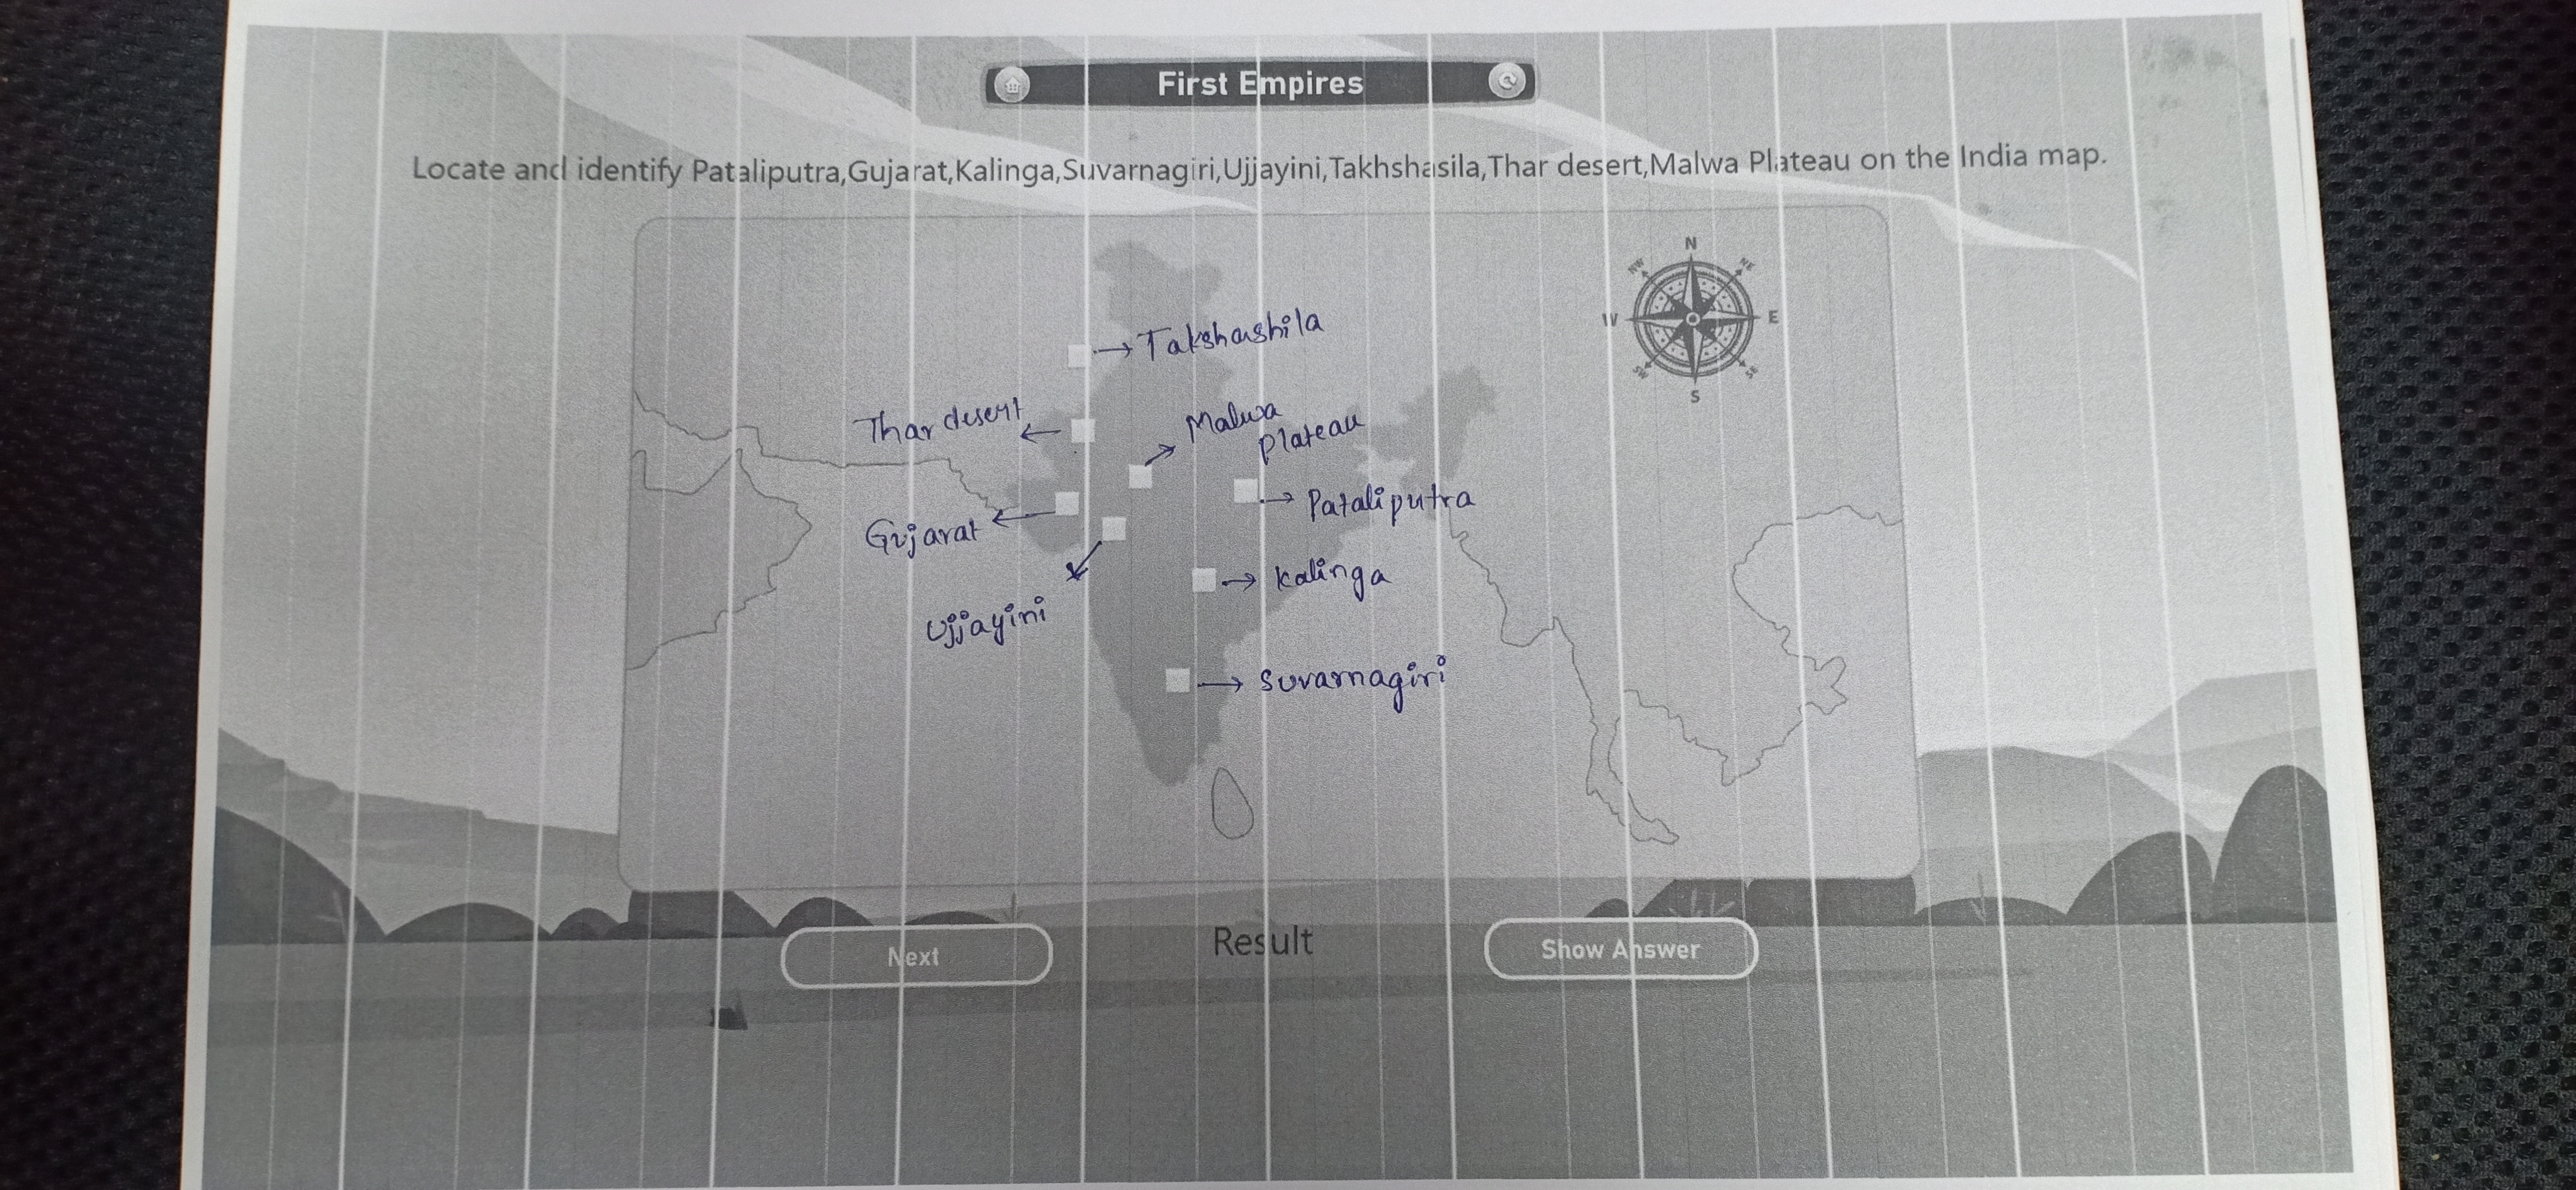 First Empires
Locate and identify Pataliputra,Gujarat,Kalinga,Suvarnagiri,Ujjayini,Takhshasila,Thar desert,Malwa Plateau on the India map.
N
NW
NE
W
E
SW
SE
S
Takshashila
Thar desert
Malwa
Plateau
Gujarat
Pataliputra
Ujjayini
Kalinga
Suvarnagiri
Next
Result
Show Answer